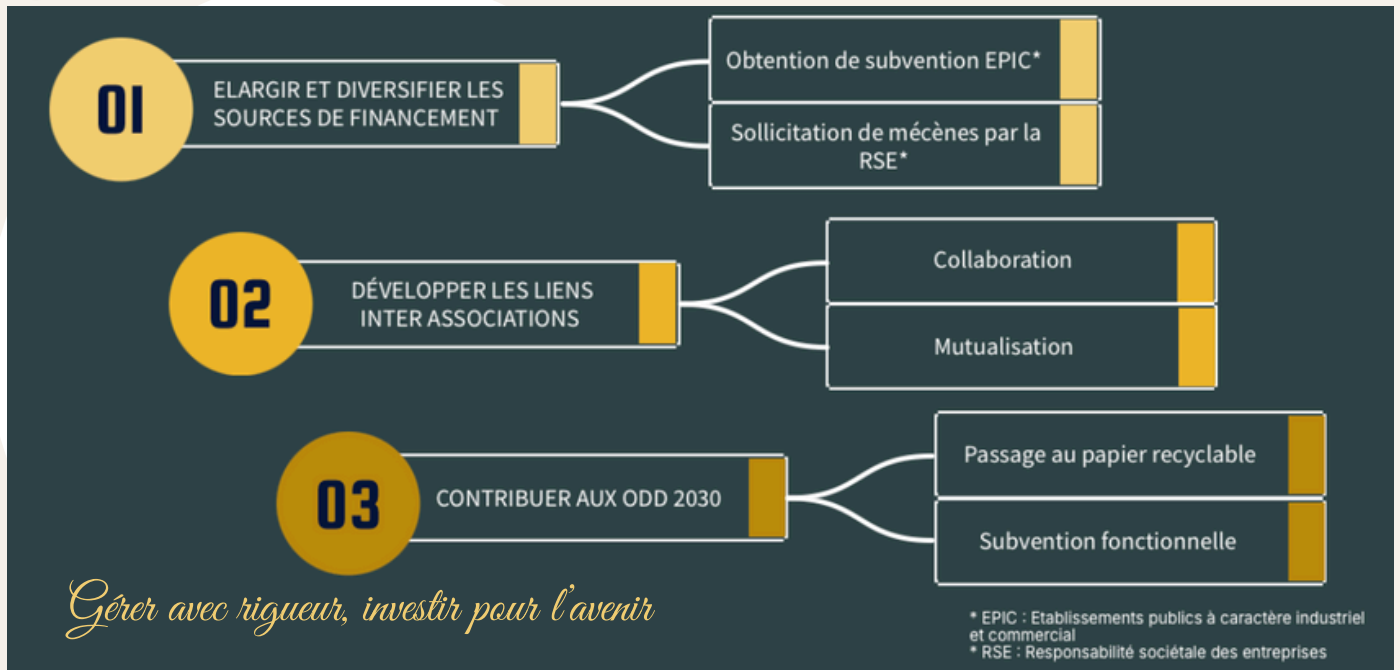 01
ELARGIR ET DIVERSIFIER LES
SOURCES DE FINANCEMENT
Obtention de subvention EPIC*
Sollicitation de mécènes par la
RSE*
02
DÉVELOPPER LES LIENS
INTER ASSOCIATIONS
Collaboration
Mutualisation
03
CONTRIBUER AUX ODD 2030
Passage au papier recyclable
Subvention fonctionnelle
Gérer avec rigueur, investir pour l'avenir
* EPIC : Etablissements publics à caractère industriel
et commercial
* RSE : Responsabilité sociétale des entreprises